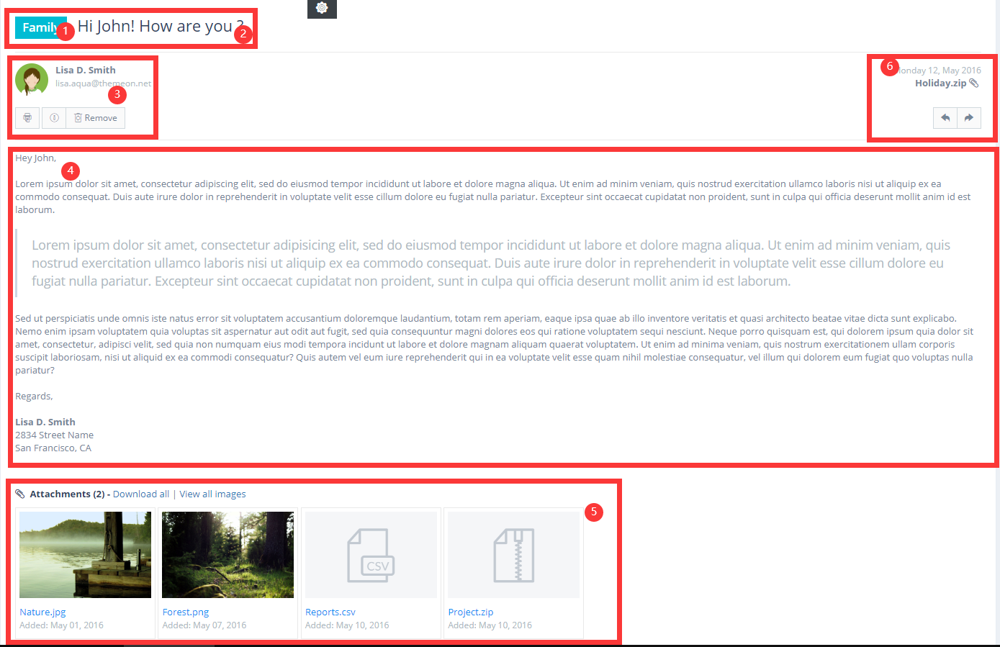 Family 1 Hi John! How are you ? 2
Lisa D. Smith
lisa.aqua@themeon.net
3
Remove
6 Monday 12, May 2016
Holiday.zip
Hey John,
4
Lorem ipsum dolor sit amet, consectetur adipiscing elit, sed do eiusmod tempor incididunt ut labore et dolore magna aliqua. Ut enim ad minim veniam, quis nostrud exercitation ullamco laboris nisi ut aliquip ex ea
commodo consequat. Duis aute irure dolor in reprehenderit in voluptate velit esse cillum dolore eu fugiat nulla pariatur. Excepteur sint occaecat cupidatat non proident, sunt in culpa qui officia deserunt mollit anim id est
laborum.
Lorem ipsum dolor sit amet, consectetur adipisicing elit, sed do eiusmod tempor incididunt ut labore et dolore magna aliqua. Ut enim ad minim veniam, quis
nostrud exercitation ullamco laboris nisi ut aliquip ex ea commodo consequat. Duis aute irure dolor in reprehenderit in voluptate velit esse cillum dolore eu
fugiat nulla pariatur. Excepteur sint occaecat cupidatat non proident, sunt in culpa qui officia deserunt mollit anim id est laborum.
Sed ut perspiciatis unde omnis iste natus error sit voluptatem accusantium doloremque laudantium, totam rem aperiam, eaque ipsa quae ab illo inventore veritatis et quasi architecto beatae vitae dicta sunt explicabo.
Nemo enim ipsam voluptatem quia voluptas sit aspernatur aut odit aut fugit, sed quia consequuntur magni dolores eos qui ratione voluptatem sequi nesciunt. Neque porro quisquam est, qui dolorem ipsum quia dolor sit
amet, consectetur, adipisci velit, sed quia non numquam eius modi tempora incidunt ut labore et dolore magnam aliquam quaerat voluptatem. Ut enim ad minima veniam, quis nostrum exercitationem ullam corporis
suscipit laboriosam, nisi ut aliquid ex ea commodi consequatur? Quis autem vel eum iure reprehenderit qui in ea voluptate velit esse quam nihil molestiae consequatur, vel illum qui dolorem eum fugiat quo voluptas nulla
pariatur?
Regards,
Lisa D. Smith
2834 Street Name
San Francisco, CA
Attachments (2) - Download all | View all images
5
CSV
Nature.jpg
Added: May 01, 2016
Forest.png
Added: May 07, 2016
Reports.csv
Added: May 10, 2016
Project.zip
Added: May 10, 2016